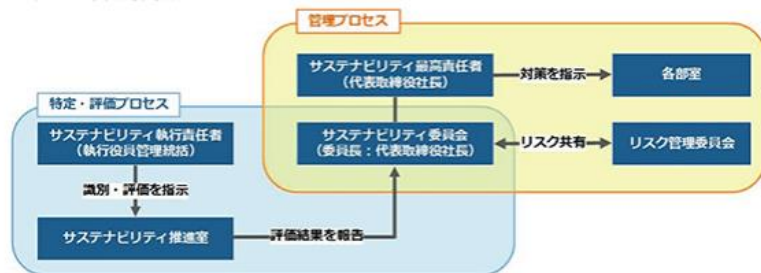 管理プロセス
サステナビリティ最高責任者
（代表取締役社長）
対策を指示
各部室
特定・評価プロセス
サステナビリティ執行責任者
（執行役員管理統括）
サステナビリティ委員会
（委員長：代表取締役社長）
リスク共有
リスク管理委員会
識別・評価を指示
サステナビリティ推進室
評価結果を報告